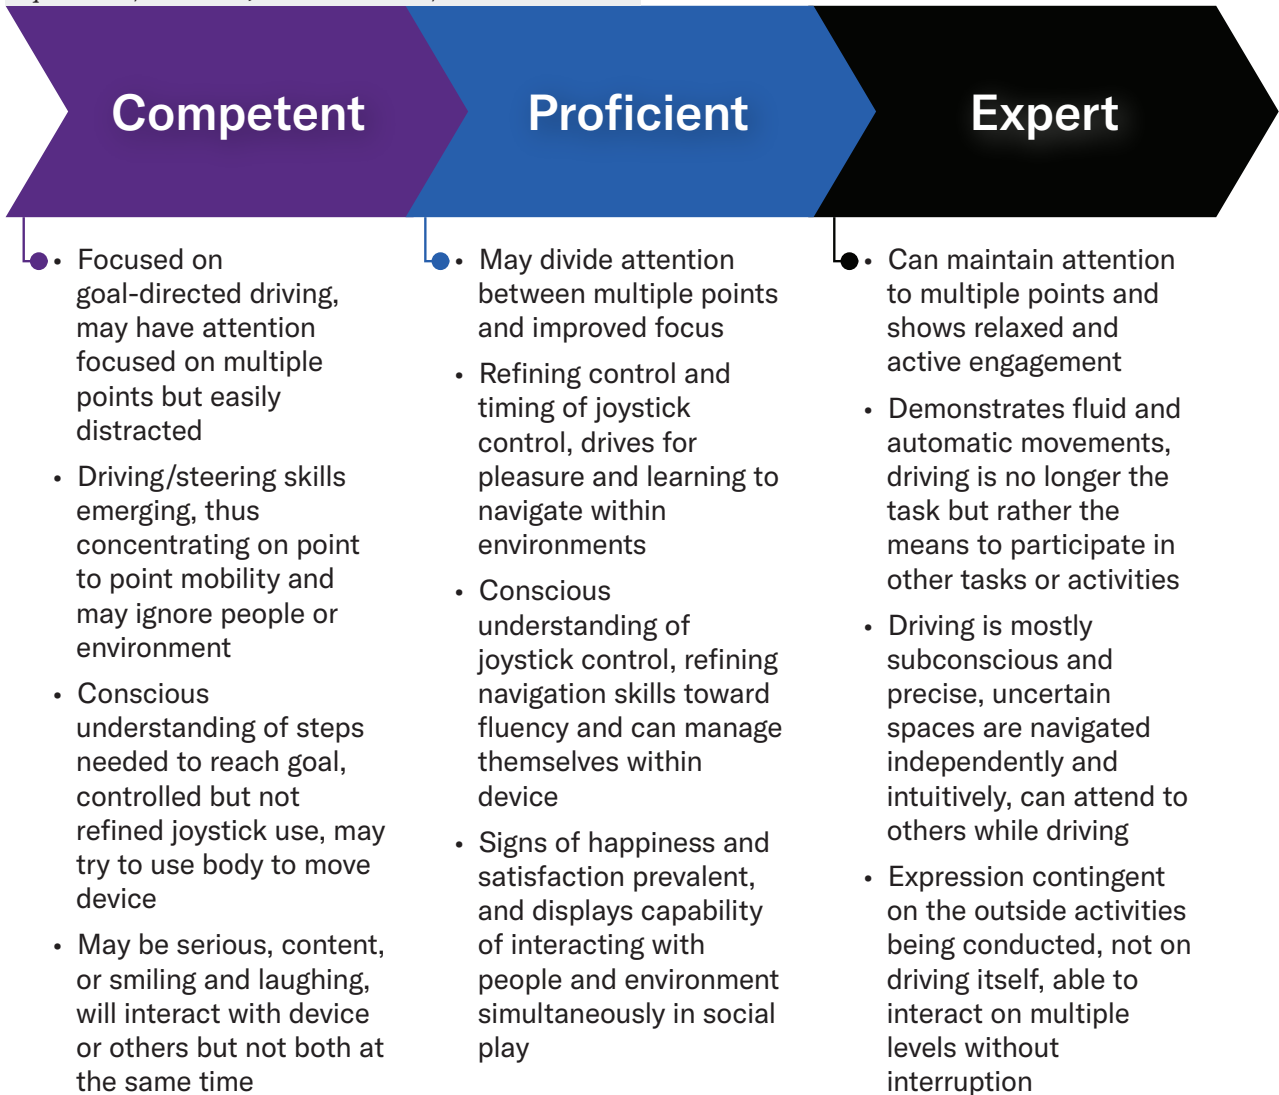 Competent
Proficient
Expert
• Focused on
goal-directed driving,
may have attention
focused on multiple
points but easily
distracted
• Driving/steering skills
emerging, thus
concentrating on point
to point mobility and
may ignore people or
environment
• Conscious
understanding of steps
needed to reach goal,
controlled but not
refined joystick use, may
try to use body to move
device
• May be serious, content,
or smiling and laughing,
will interact with device
or others but not both at
the same time
• May divide attention
between multiple points
and improved focus
• Refining control and
timing of joystick
control, drives for
pleasure and learning to
navigate within
environments
• Conscious
understanding of
joystick control, refining
navigation skills toward
fluency and can manage
themselves within
device
• Signs of happiness and
satisfaction prevalent,
and displays capability
of interacting with
people and environment
simultaneously in social
play
• Can maintain attention
to multiple points and
shows relaxed and
active engagement
• Demonstrates fluid and
automatic movements,
driving is no longer the
task but rather the
means to participate in
other tasks or activities
• Driving is mostly
subconscious and
precise, uncertain
spaces are navigated
independently and
intuitively, can attend to
others while driving
• Expression contingent
on the outside activities
being conducted, not on
driving itself, able to
interact on multiple
levels without
interruption